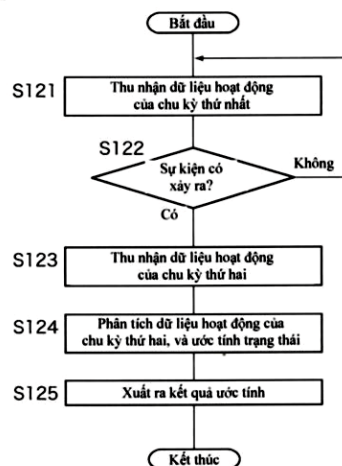 Bắt đầu
S121
Thu nhận dữ liệu hoạt động
của chu kỳ thứ nhất
S122
Sự kiện có
xảy ra?
Không
Có
S123
Thu nhận dữ liệu hoạt động
của chu kỳ thứ hai
S124
Phân tích dữ liệu hoạt động của
chu kỳ thứ hai, và ước tính trạng thái
S125
Xuất ra kết quả ước tính
Kết thúc